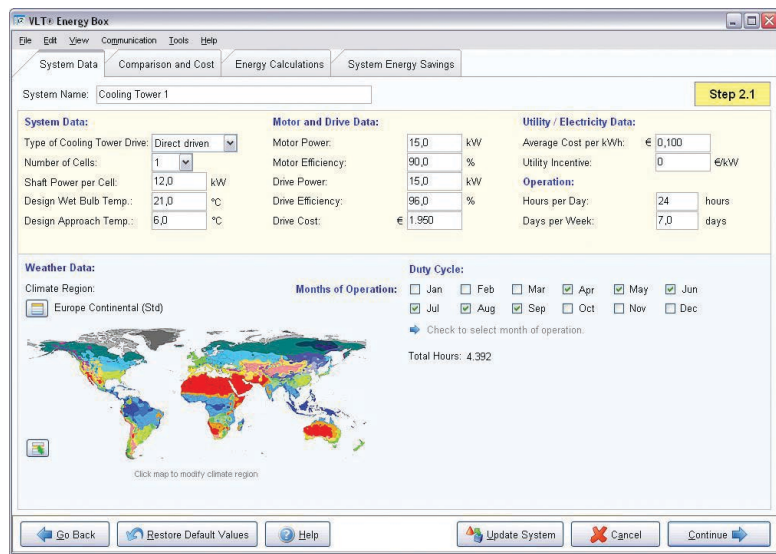 VLT® Energy Box
File Edit View Communication Tools Help
System Data Comparison and Cost Energy Calculations System Energy Savings
System Name: Cooling Tower 1 Step 2.1
System Data:
Type of Cooling Tower Drive: Direct driven
Number of Cells: 1
Shaft Power per Cell: 12,0 kW
Design Wet Bulb Temp.: 21,0 °C
Design Approach Temp.: 6,0 °C
Motor and Drive Data:
Motor Power: 15,0 kW
Motor Efficiency: 90,0 %
Drive Power: 15,0 kW
Drive Efficiency: 96,0 %
Drive Cost: € 1.950
Utility / Electricity Data:
Average Cost per kWh: € 0,100
Utility Incentive: 0 €/kW
Operation:
Hours per Day: 24 hours
Days per Week: 7,0 days
Weather Data:
Climate Region:
Europe Continental (Std)
Click map to modify climate region
Duty Cycle:
Months of Operation: Jan Feb Mar Apr May Jun
Jul Aug Sep Oct Nov Dec
Check to select month of operation.
Total Hours: 4.392
Go Back Restore Default Values Help Update System Cancel Continue